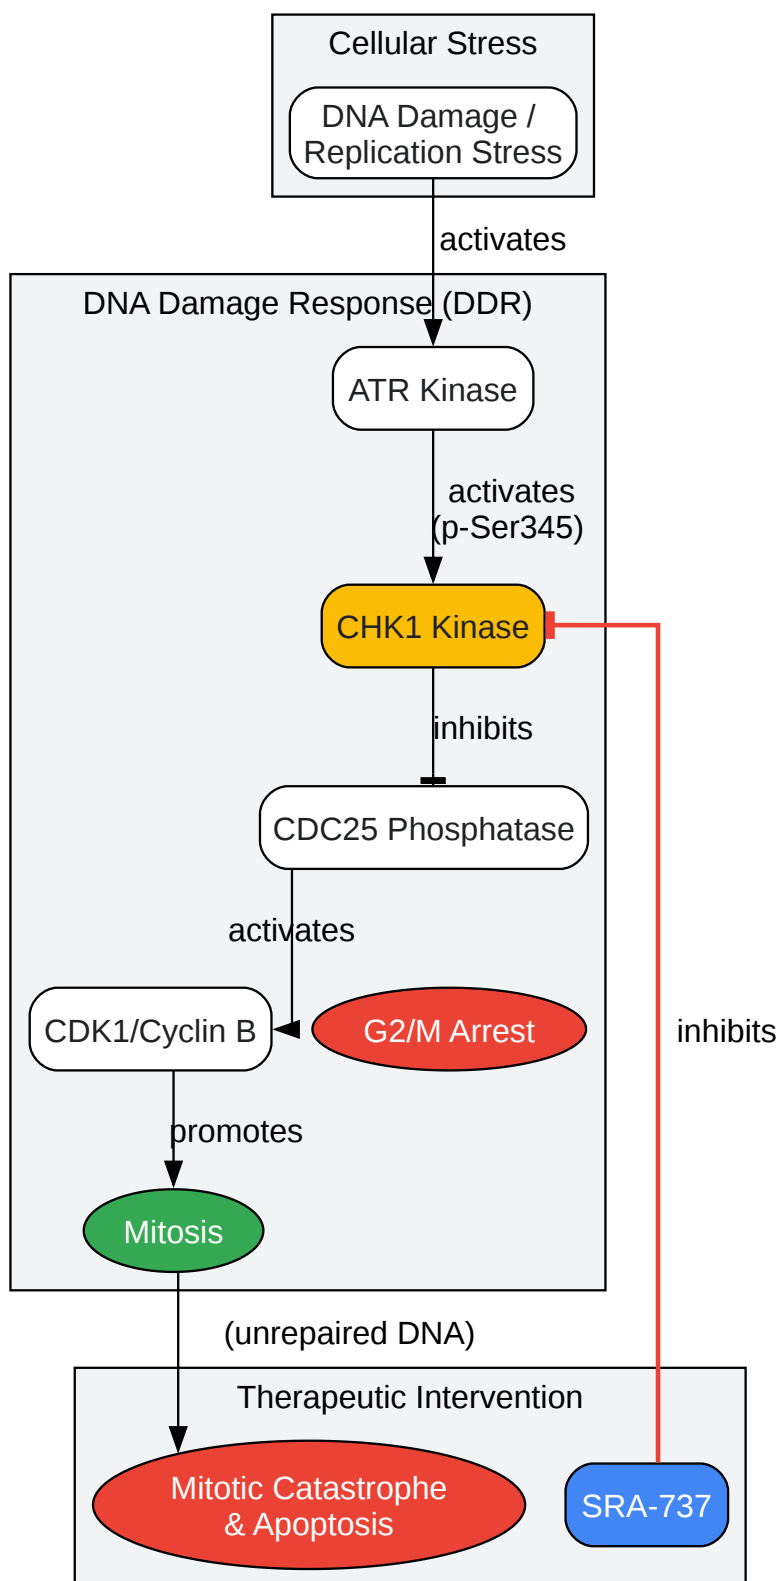 Cellular Stress
DNA Damage /
Replication Stress
activates
DNA Damage Response (DDR)
ATR Kinase
activates
(p-Ser345)
CHK1 Kinase
inhibits
CDC25 Phosphatase
activates
CDK1/Cyclin B
G2/M Arrest
inhibits
promotes
Mitosis
(unrepaired DNA)
Therapeutic Intervention
Mitotic Catastrophe
& Apoptosis
SRA-737